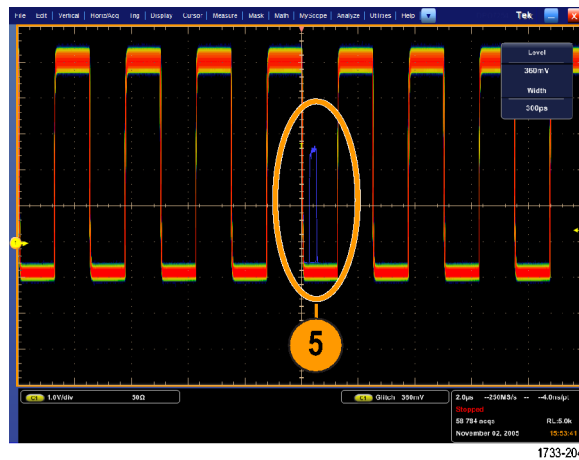 File Edit Vertical Horiz/Acq Trig Display Cursor Measure Mask Math MyScope Analyze Utilities Help Tek X
Level
360mV
Width
300ps
5
C1 1.0V/div 50Ω
C1 Glitch 360mV
2.0µs 250MS/s 4.0ns/pt
Stopped
58 784 acqs RL:5.0k
November 02, 2005 15:53:41
1733-204